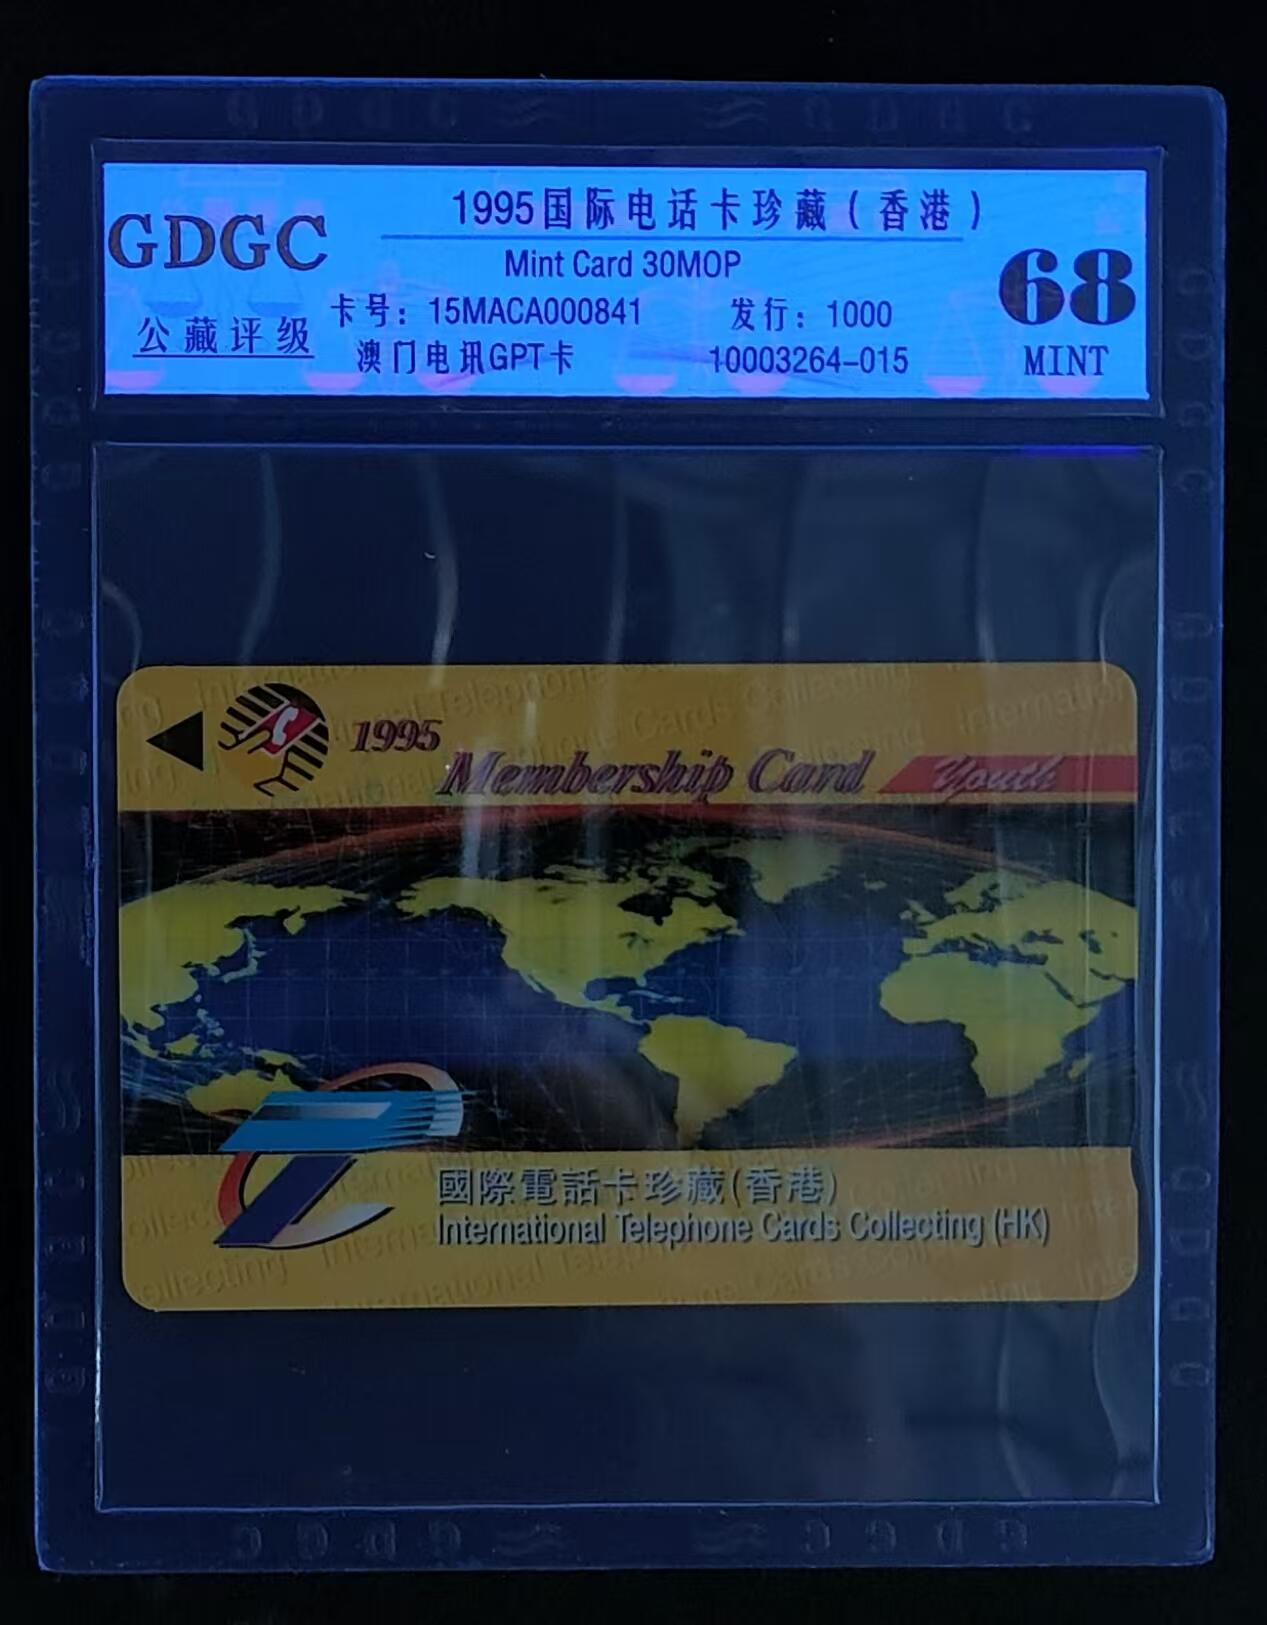 1995国际电话卡珍藏（香港）
GDGC
Mint Card 30MOP
68
卡号：15MACA000841
发行：1000
公藏评级
澳门电讯GPT卡
10003264-015
MINT
1995
Membership Card
Youth
國際電話卡珍藏(香港)
International Telephone Cards Collecting (HK)